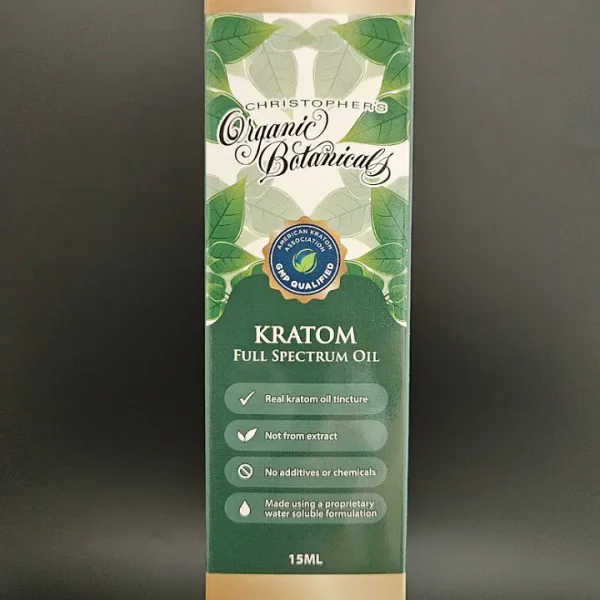 CHRISTOPHER'S
Organic
Botanicals
AMERICAN KRATOM
ASSOCIATION
GMP QUALIFIED
KRATOM
FULL SPECTRUM OIL
Real kratom oil tincture
Not from extract
No additives or chemicals
Made using a proprietary
water soluble formulation
15ML